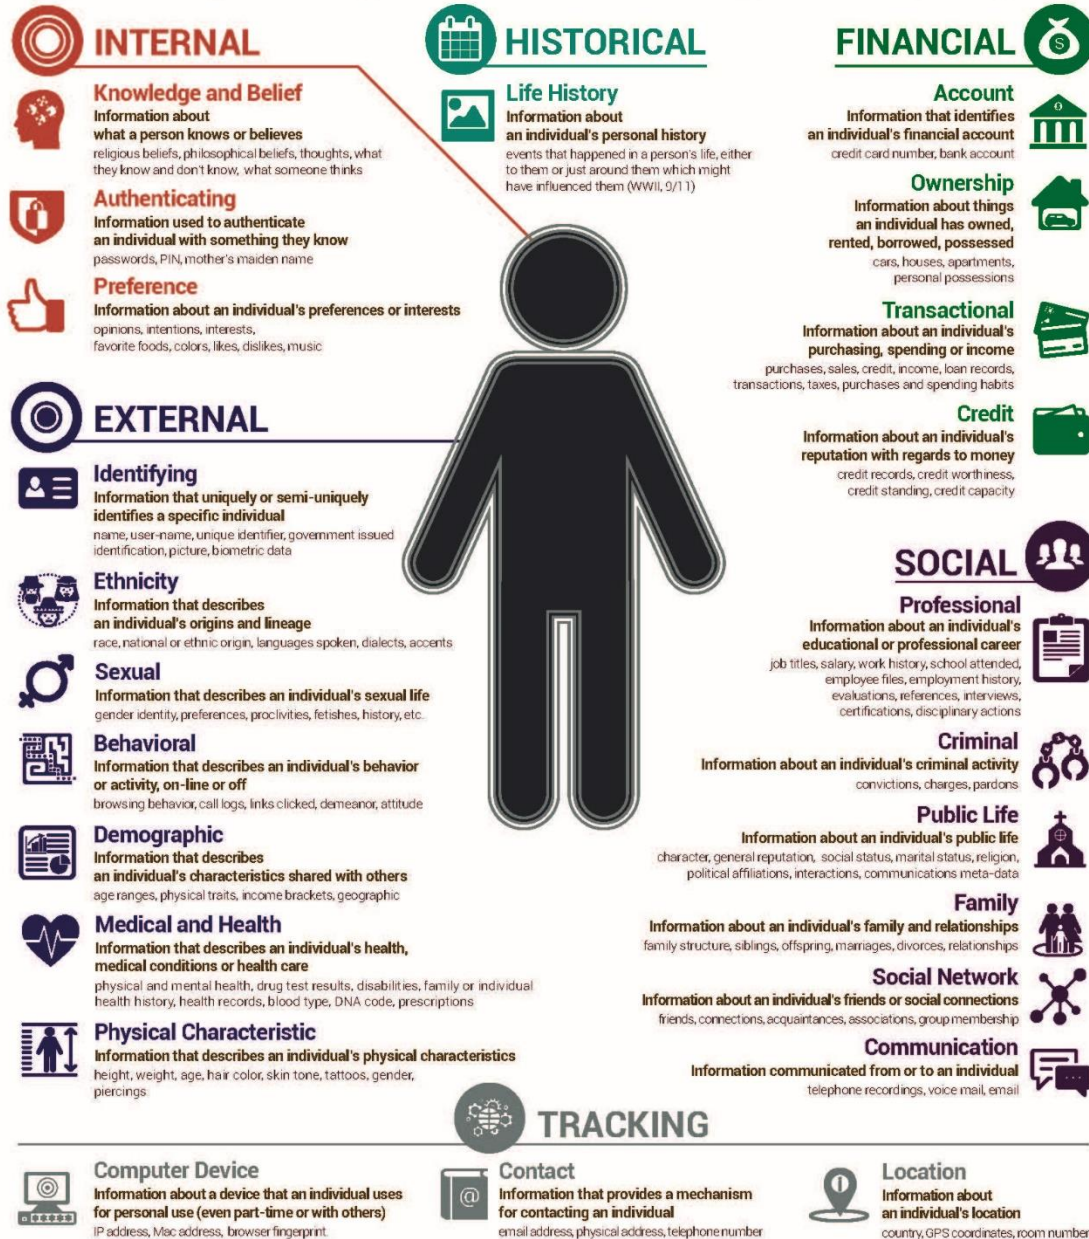 INTERNAL
Knowledge and Belief
Information about
what a person knows or believes
religious beliefs, philosophical beliefs, thoughts, what
they know and don't know, what someone thinks
Authenticating
Information used to authenticate
an individual with something they know
passwords, PIN, mother's maiden name
Preference
Information about an individual's preferences or interests
opinions, intentions, interests,
favorite foods, colors, likes, dislikes, music
EXTERNAL
Identifying
Information that uniquely or semi-uniquely
identifies a specific individual
name, user-name, unique identifier, government issued
identification, picture, biometric data
Ethnicity
Information that describes
an individual's origins and lineage
race, national or ethnic origin, languages spoken, dialects, accents
Sexual
Information that describes an individual's sexual life
gender identity, preferences, proclivities, fetishes, history, etc.
Behavioral
Information that describes an individual's behavior
or activity, on-line or off
browsing behavior, call logs, links clicked, demeanor, attitude
Demographic
Information that describes
an individual's characteristics shared with others
age ranges, physical traits, income brackets, geographic
Medical and Health
Information that describes an individual's health,
medical conditions or health care
physical and mental health, drug test results, disabilities, family or individual
health history, health records, blood type, DNA code, prescriptions
Physical Characteristic
Information that describes an individual's physical characteristics
height, weight, age, hair color, skin tone, tattoos, gender,
piercings
HISTORICAL
Life History
Information about
an individual's personal history
events that happened in a person's life, either
to them or just around them which might
have influenced them (WWII, 9/11)
FINANCIAL
Account
Information that identifies
an individual's financial account
credit card number, bank account
Ownership
Information about things
an individual has owned,
rented, borrowed, possessed
cars, houses, apartments,
personal possessions
Transactional
Information about an individual's
purchasing, spending or income
purchases, sales, credit, income, loan records,
transactions, taxes, purchases and spending habits
Credit
Information about an individual's
reputation with regards to money
credit records, credit worthiness,
credit standing, credit capacity
SOCIAL
Professional
Information about an individual's
educational or professional career
job titles, salary, work history, school attended,
employee files, employment history,
evaluations, references, interviews,
certifications, disciplinary actions
Criminal
Information about an individual's criminal activity
convictions, charges, pardons
Public Life
Information about an individual's public life
character, general reputation, social status, marital status, religion,
political affiliations, interactions, communications meta-data
Family
Information about an individual's family and relationships
family structure, siblings, offspring, marriages, divorces, relationships
Social Network
Information about an individual's friends or social connections
friends, connections, acquaintances, associations, group membership
Communication
Information communicated from or to an individual
telephone recordings, voice mail, email
TRACKING
Computer Device
Information about a device that an individual uses
for personal use (even part-time or with others)
IP address, Mac address, browser fingerprint
@
Contact
Information that provides a mechanism
for contacting an individual
email address, physical address, telephone number
Location
Information about
an individual's location
country, GPS coordinates, room number